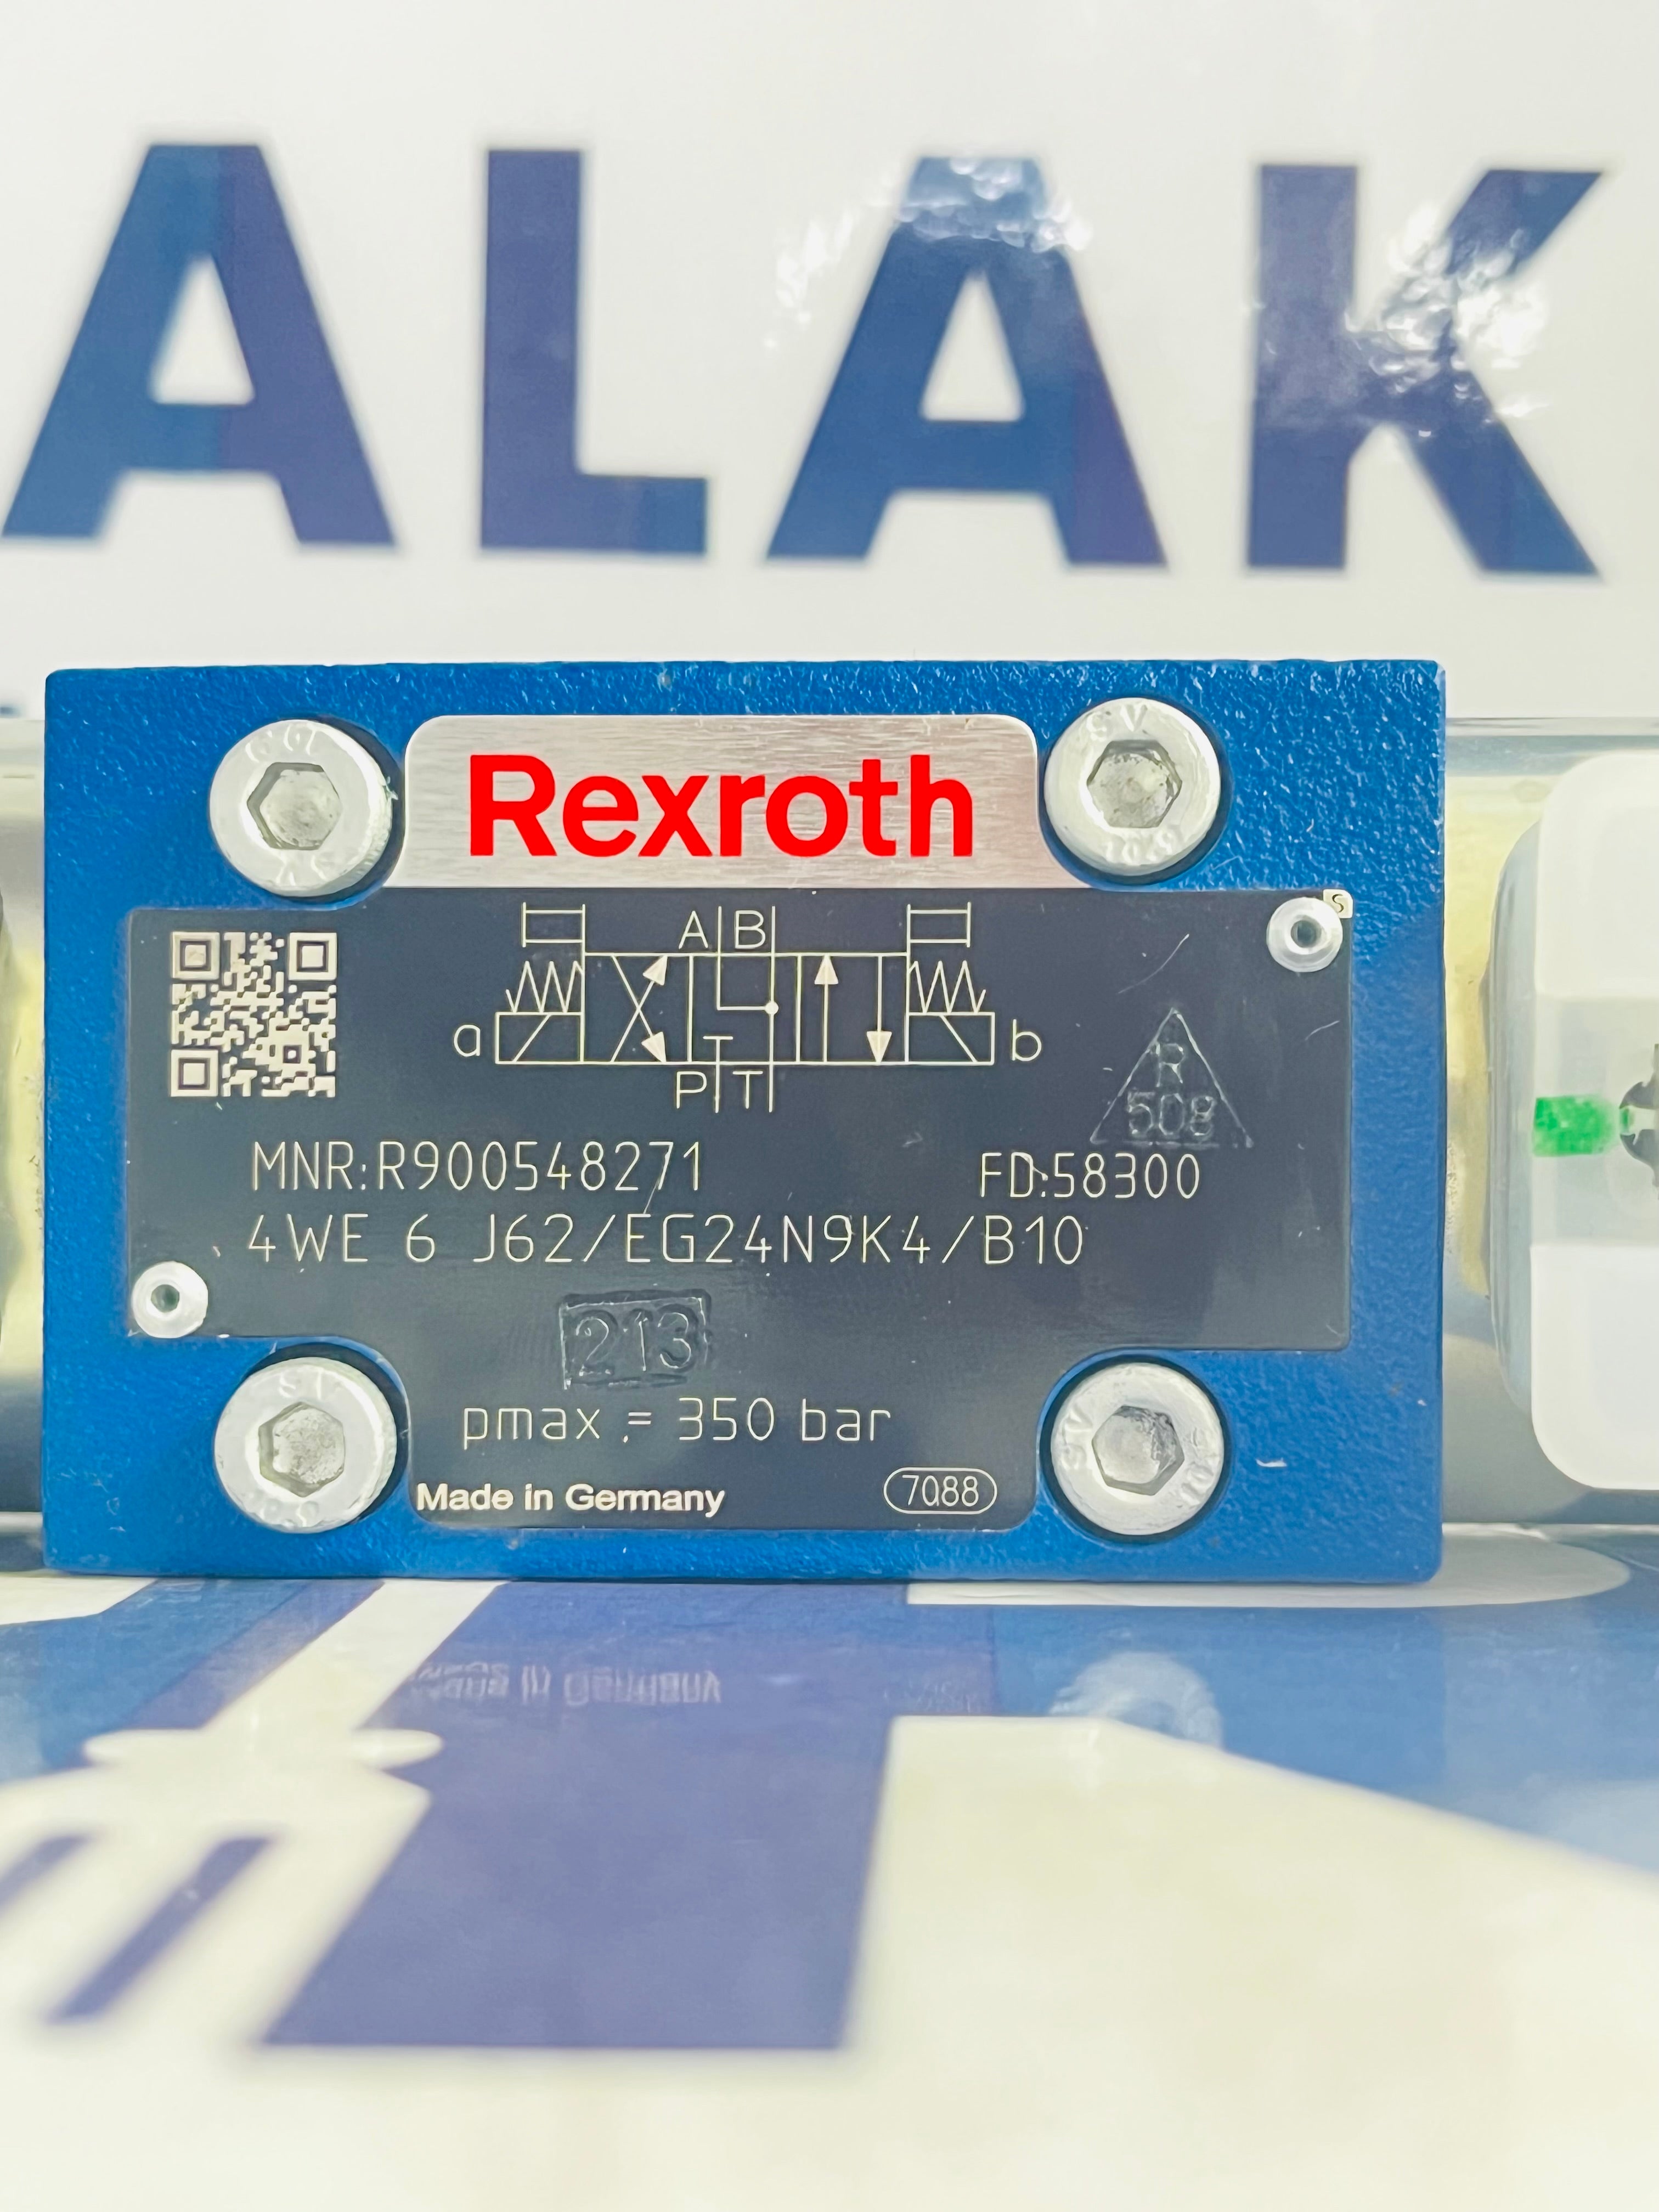 ALAK
Rexroth
S
A B
a b
P T
R
508
MNR:R900548271 FD:58300
4WE 6 J62/EG24N9K4/B10
213
pmax = 350 bar
Made in Germany 7088